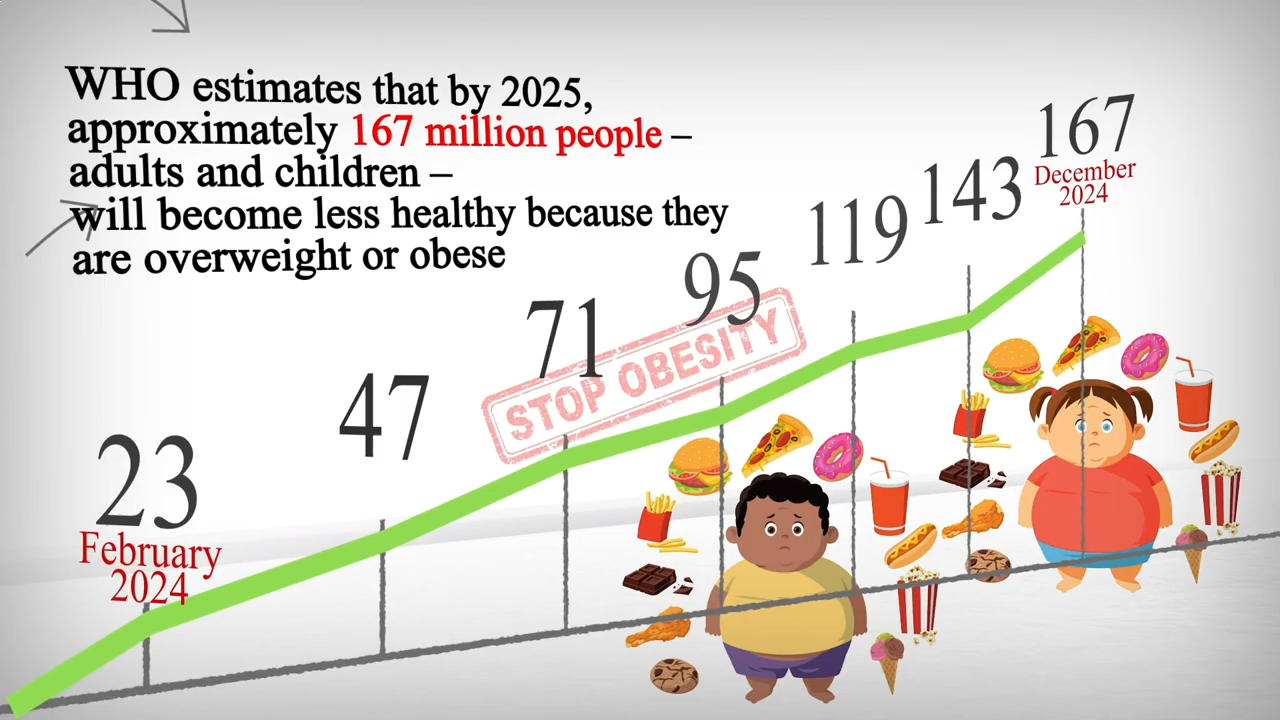 WHO estimates that by 2025,
approximately 167 million people –
adults and children –
will become less healthy because they
are overweight or obese
23
February
2024
47
71
95
119
143
167
December
2024
STOP OBESITY